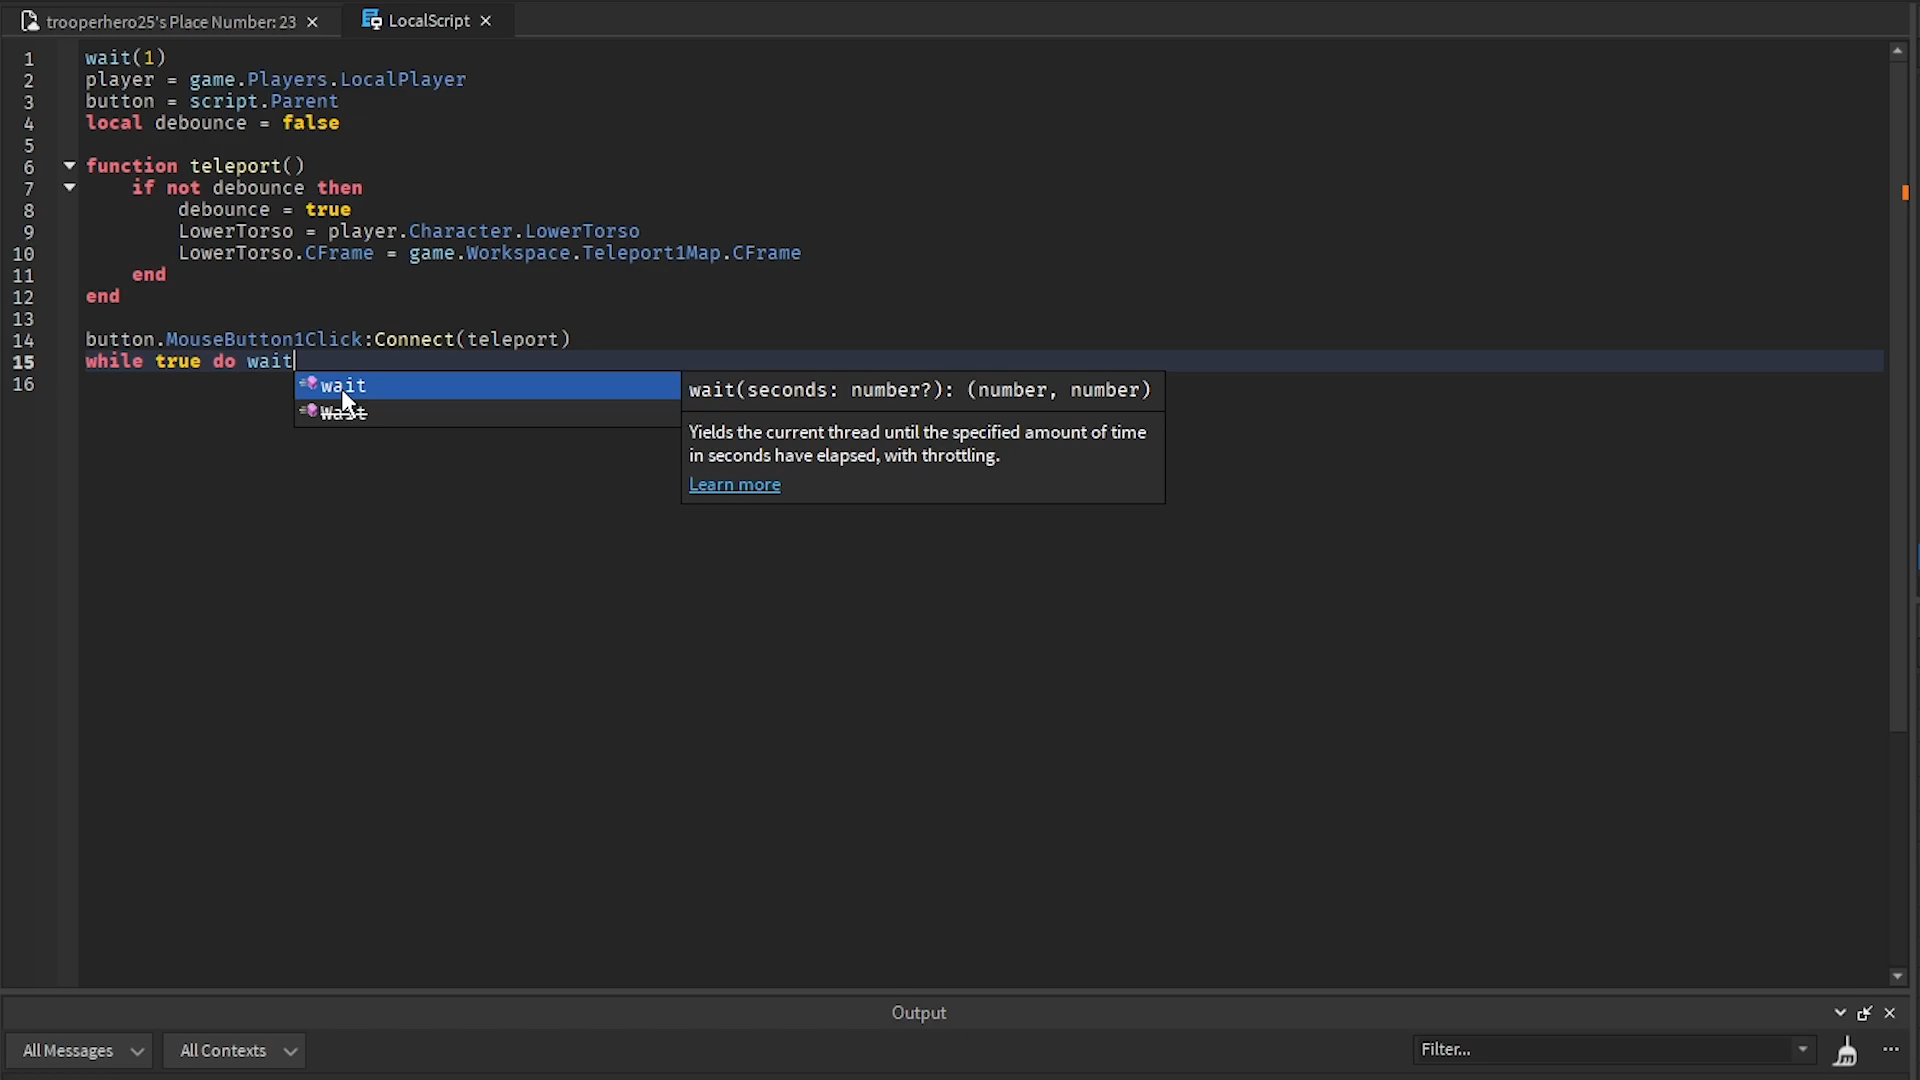 trooperhero25's Place Number: 23
LocalScript
1 wait(1)
2 player = game.Players.LocalPlayer
3 button = script.Parent
4 local debounce = false
5
6 function teleport()
7 if not debounce then
8 debounce = true
9 LowerTorso = player.Character.LowerTorso
10 LowerTorso.CFrame = game.Workspace.Teleport1Map.CFrame
11 end
12 end
13
14 button.MouseButton1Click:Connect(teleport)
15 while true do wait
16
wait
Wait
wait(seconds: number?): (number, number)
Yields the current thread until the specified amount of time
in seconds have elapsed, with throttling.
Learn more
Output
All Messages
All Contexts
Filter...